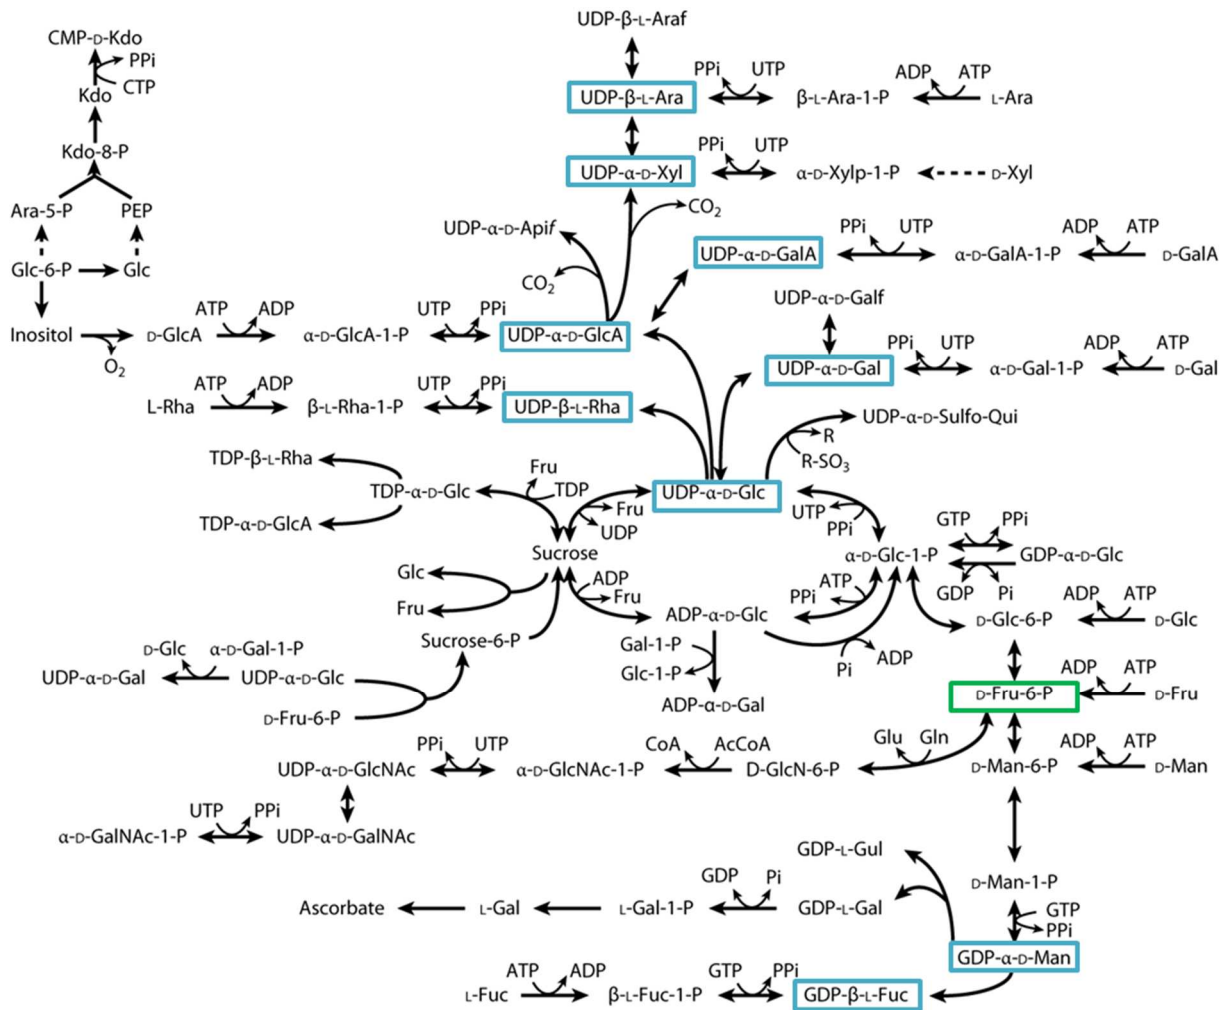 UDP-β-L-Araf
CMP-D-Kdo
PPi
CTP
Kdo
Kdo-8-P
Ara-5-P PEP
Glc-6-P Glc
Inositol
O2
UDP-β-L-Ara
PPi UTP
β-L-Ara-1-P
ADP ATP
L-Ara
UDP-α-D-Xyl
PPi UTP
α-D-Xylp-1-P
D-Xyl
CO2
UDP-α-D-Apif
CO2
UDP-α-D-GalA
PPi UTP
α-D-GalA-1-P
ADP ATP
D-GalA
UDP-α-D-Galf
ATP ADP
D-GlcA
α-D-GlcA-1-P
UTP PPi
UDP-α-D-GlcA
UDP-α-D-Gal
PPi UTP
α-D-Gal-1-P
ADP ATP
D-Gal
ATP ADP
L-Rha
β-L-Rha-1-P
UTP PPi
UDP-β-L-Rha
UDP-α-D-Sulfo-Qui
R
R-SO3
TDP-β-L-Rha
TDP-α-D-Glc
TDP-α-D-GlcA
Fru
TDP
Fru
UDP
UDP-α-D-Glc
UTP
PPi
Sucrose
α-D-Glc-1-P
GTP PPi
GDP-α-D-Glc
GDP Pi
Glc
Fru
ADP
Fru
ATP
PPi
ADP-α-D-Glc
Pi
ADP
D-Glc-6-P
ADP ATP
D-Glc
Sucrose-6-P
Gal-1-P
Glc-1-P
ADP-α-D-Gal
D-Glc α-D-Gal-1-P
UDP-α-D-Gal
UDP-α-D-Glc
D-Fru-6-P
D-Fru-6-P
ADP ATP
D-Fru
UDP-α-D-GlcNAc
PPi UTP
α-D-GlcNAc-1-P
CoA AcCoA
D-GlcN-6-P
Glu Gln
D-Man-6-P
ADP ATP
D-Man
α-D-GalNAc-1-P
UTP PPi
UDP-α-D-GalNAc
GDP-L-Gul
D-Man-1-P
Ascorbate
L-Gal
L-Gal-1-P
GDP Pi
GDP-L-Gal
GTP
PPi
GDP-α-D-Man
L-Fuc
ATP ADP
β-L-Fuc-1-P
GTP PPi
GDP-β-L-Fuc